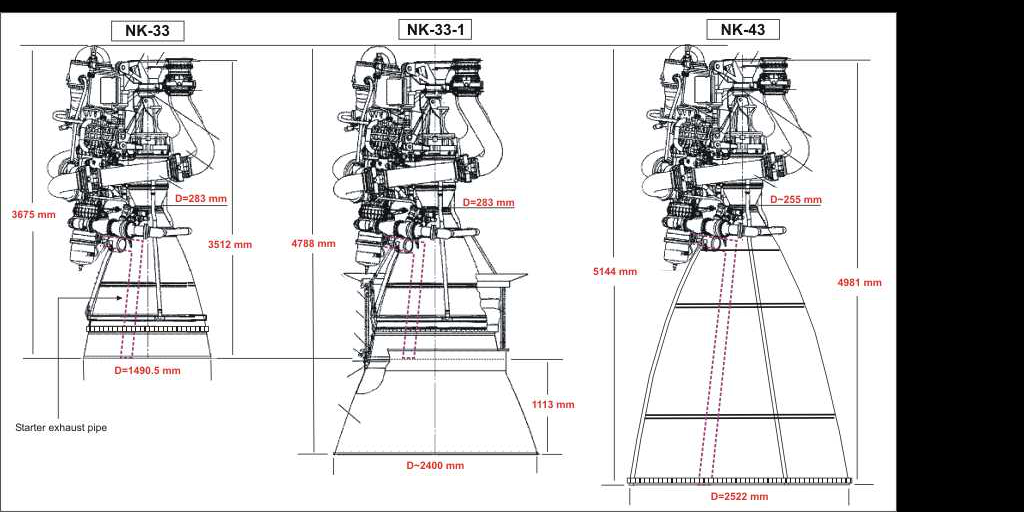 NK-33
NK-33-1
NK-43
D=283 mm
D=283 mm
D~255 mm
3675 mm
3512 mm
4788 mm
5144 mm
4981 mm
D=1490.5 mm
1113 mm
Starter exhaust pipe
D~2400 mm
D=2522 mm